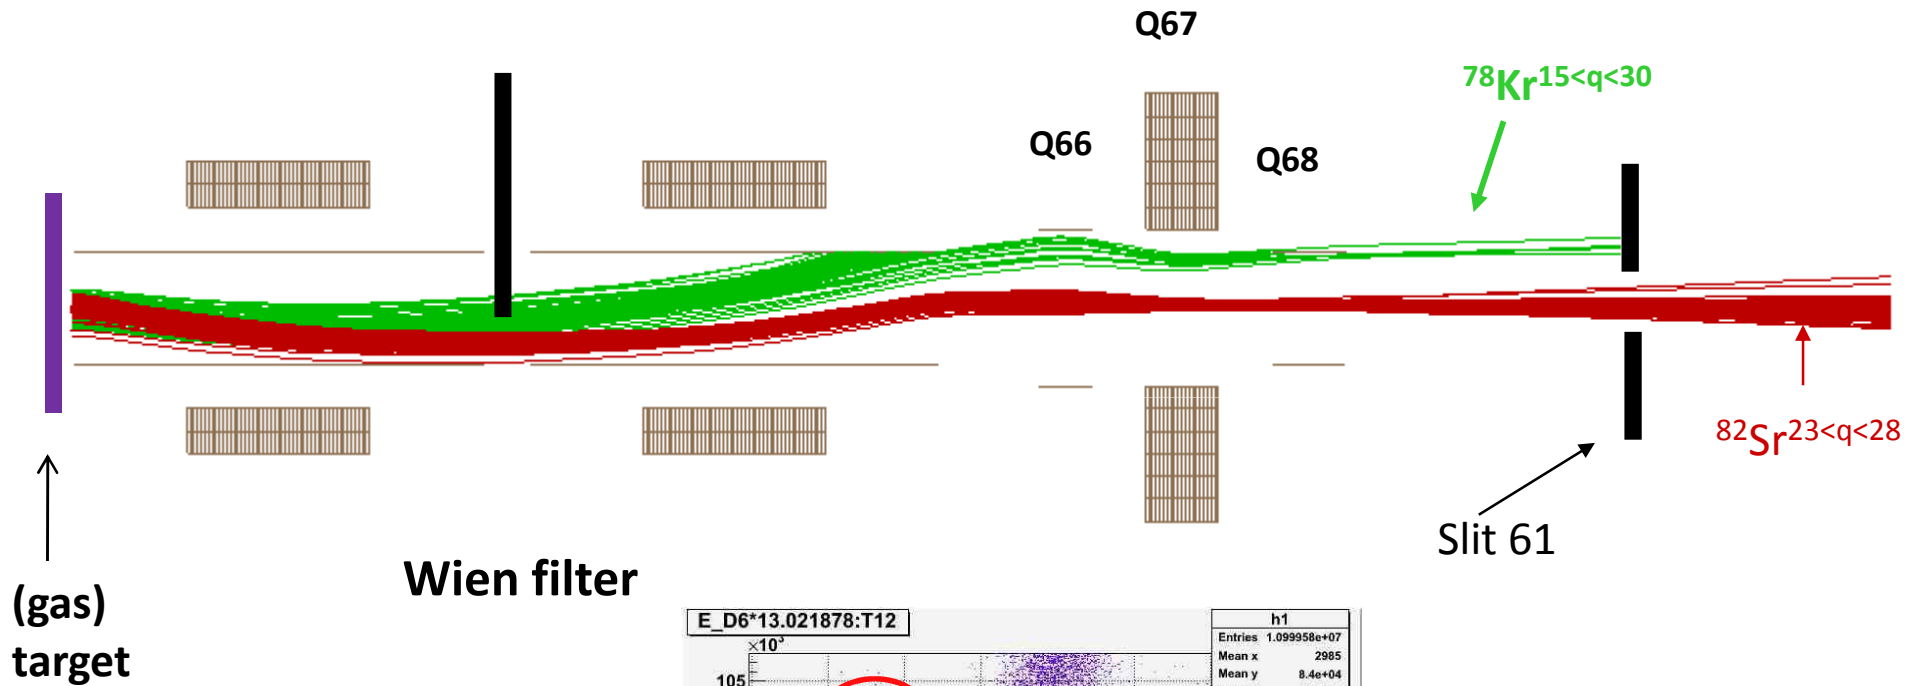 Q67
⁷⁸Kr¹⁵<q<³⁰
Q66
Q68
⁸²Sr²³<q<²⁸
Slit 61
Wien filter
(gas)
target
E_D6*13.021878:T12
h1
×10³
Entries 1.099958e+07
Mean x 2985
Mean y 8.4e+04
105